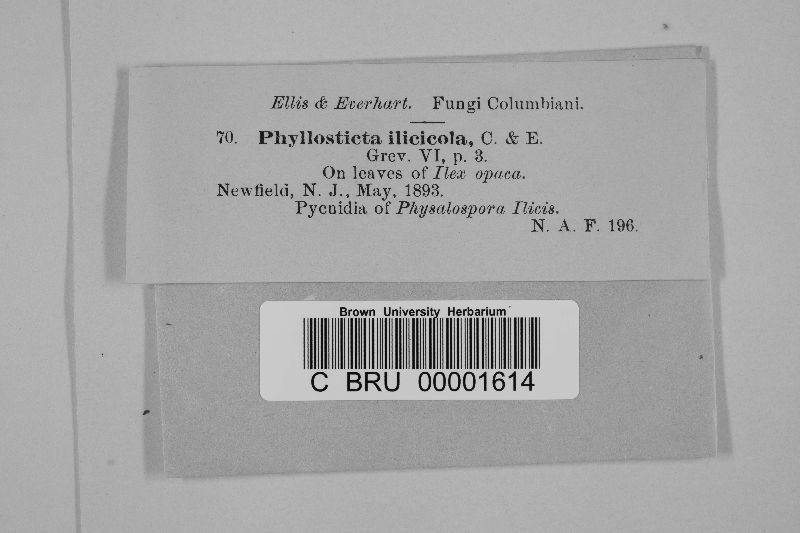 Ellis & Everhart. Fungi Columbiani.
70. Phyllosticta ilicicola, C. & E.
Grev. VI, p. 3.
On leaves of Ilex opaca.
Newfield, N. J., May, 1893.
Pycnidia of Physalospora Ilicis.
N. A. F. 196.
Brown University Herbarium
C BRU 00001614